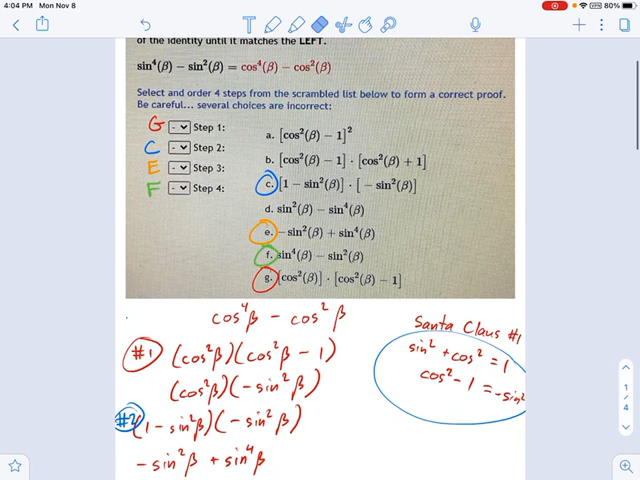 4:04 PM Mon Nov 8
80%
of the identity until it matches the LEFT.
sin⁴(β) − sin²(β) = cos⁴(β) − cos²(β)
Select and order 4 steps from the scrambled list below to form a correct proof.
Be careful... several choices are incorrect:
G - Step 1:
C - Step 2:
E - Step 3:
F - Step 4:
a. [cos²(β) − 1]²
b. [cos²(β) − 1] · [cos²(β) + 1]
c. [1 − sin²(β)] · [ − sin²(β)]
d. sin²(β) − sin⁴(β)
e. −sin²(β) + sin⁴(β)
f. sin⁴(β) − sin²(β)
g. [cos²(β)] · [cos²(β) − 1]
cos⁴β − cos²β
#1 (cos²β)(cos²β − 1)
(cos²β)(−sin²β)
#2 (1 − sin²β)(−sin²β)
−sin²β + sin⁴β
Santa Claus #1
sin² + cos² = 1
cos² − 1 = −sin²
1
/
4